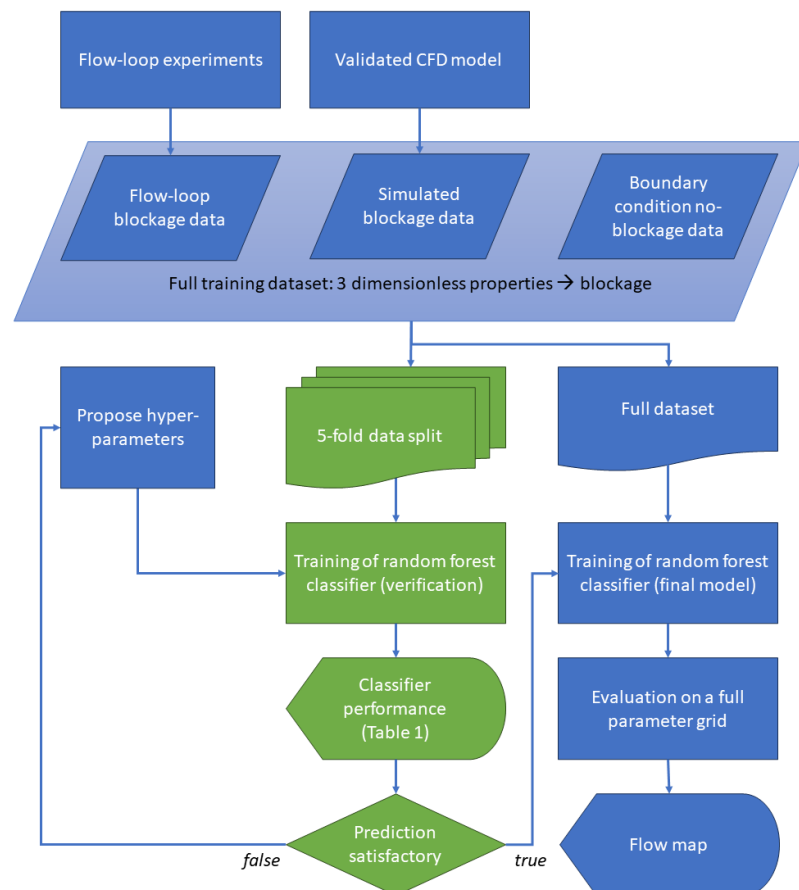 Flow-loop experiments
Validated CFD model
Flow-loop
blockage data
Simulated
blockage data
Boundary
condition no-
blockage data
Full training dataset: 3 dimensionless properties → blockage
Propose hyper-
parameters
5-fold data split
Full dataset
Training of random forest
classifier (verification)
Training of random forest
classifier (final model)
Classifier
performance
(Table 1)
Evaluation on a full
parameter grid
Prediction
satisfactory
false
true
Flow map